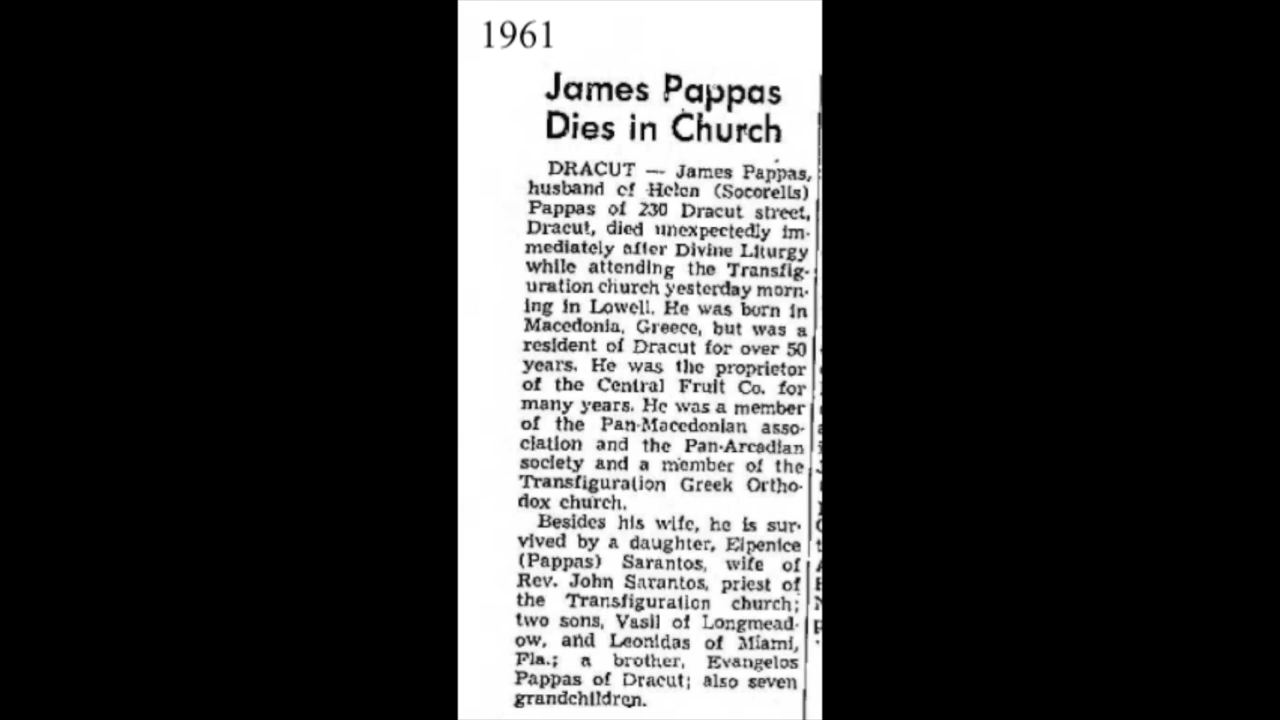 1961
James Pappas
Dies in Church
DRACUT — James Pappas,
husband of Helen (Socorells)
Pappas of 230 Dracut street,
Dracut, died unexpectedly im-
mediately after Divine Liturgy
while attending the Transfig-
uration church yesterday morn-
ing in Lowell. He was born in
Macedonia, Greece, but was a
resident of Dracut for over 50
years. He was the proprietor
of the Central Fruit Co. for
many years. He was a member
of the Pan-Macedonian asso-
ciation and the Pan-Arcadian
society and a member of the
Transfiguration Greek Ortho-
dox church.
Besides his wife, he is sur-
vived by a daughter, Elpenice
(Pappas) Sarantos, wife of
Rev. John Sarantos, priest of
the Transfiguration church;
two sons, Vasil of Longmead-
ow, and Leonidas of Miami,
Fla.; a brother, Evangelos
Pappas of Dracut; also seven
grandchildren.